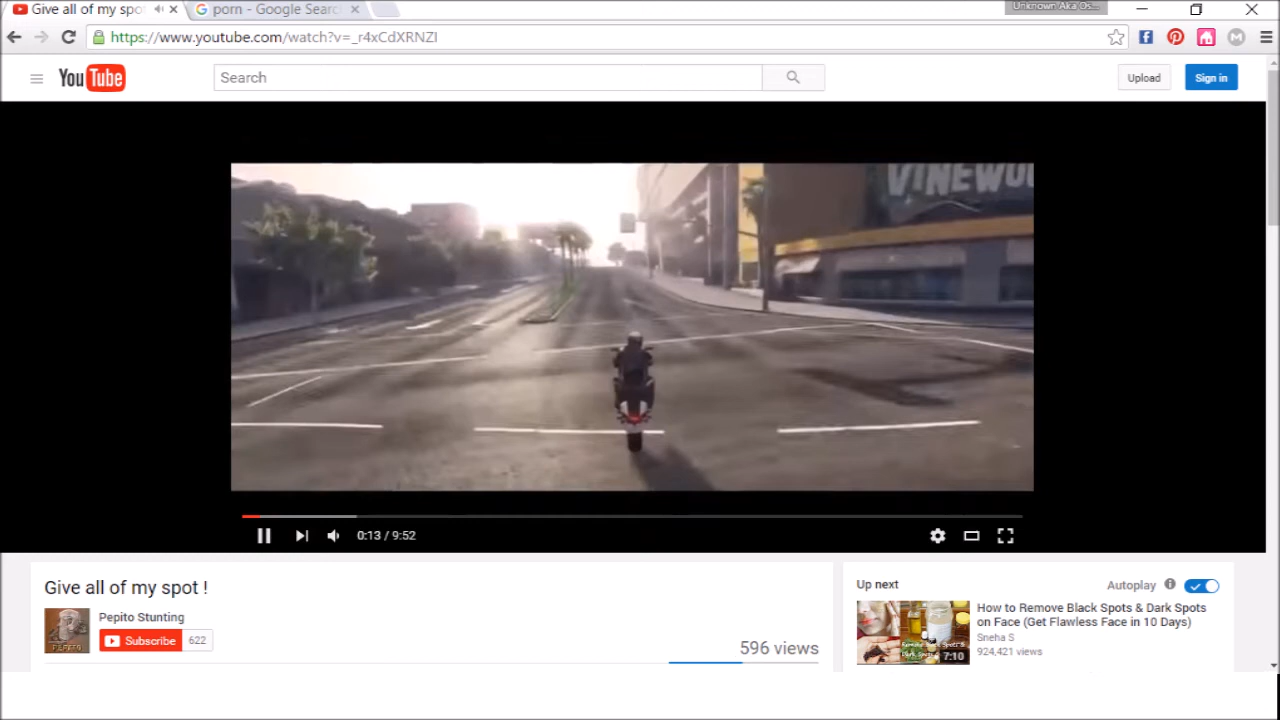 Give all of my spo
porn - Google Searc
Unknown Aka Os...
https://www.youtube.com/watch?v=_r4xCdXRNZI
YouTube
Search
Upload
Sign in
VINEWO
0:13 / 9:52
Give all of my spot !
Pepito Stunting
Subscribe 622
596 views
Up next
Autoplay
How to Remove Black Spots & Dark Spots
on Face (Get Flawless Face in 10 Days)
Sneha S
924,421 views
7:10